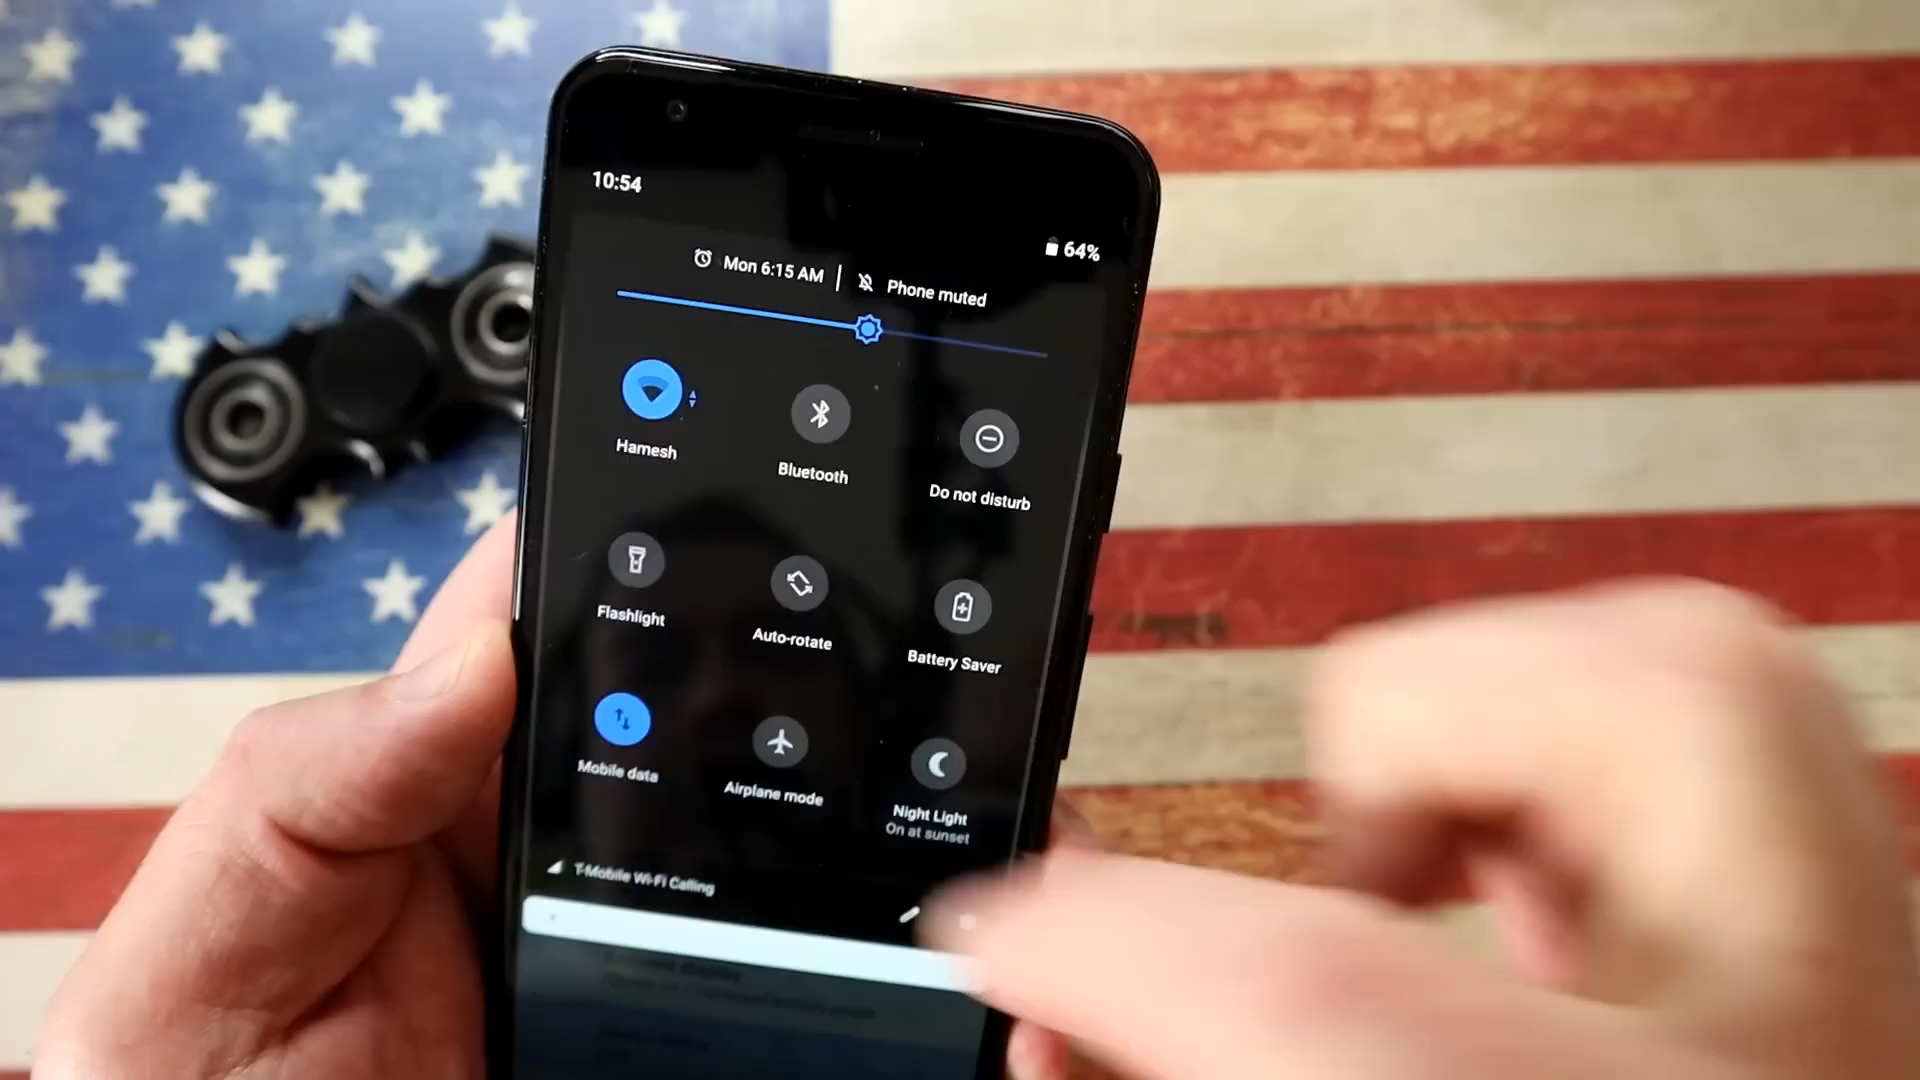 10:54
64%
Mon 6:15 AM | Phone muted
Hamesh
Bluetooth
Do not disturb
Flashlight
Auto-rotate
Battery Saver
Mobile data
Airplane mode
Night Light
On at sunset
T-Mobile Wi-Fi Calling